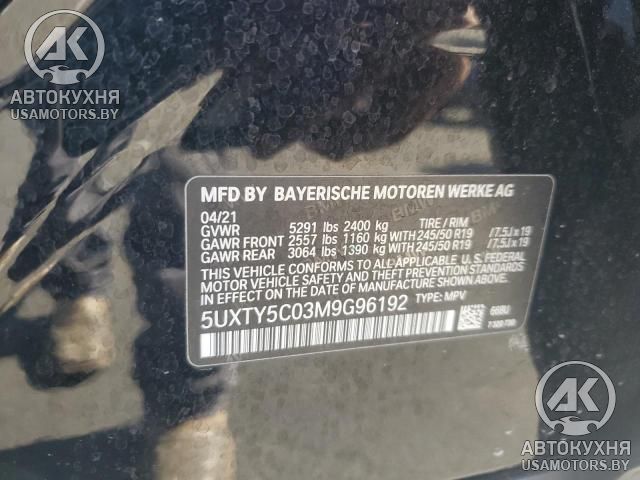 AK
АВТОКУХНЯ
USAMOTORS.BY
MFD BY BAYERISCHE MOTOREN WERKE AG
04/21
GVWR 5291 lbs 2400 kg TIRE / RIM
GAWR FRONT 2557 lbs 1160 kg WITH 245/50 R19 /7.5J x 19
GAWR REAR 3064 lbs 1390 kg WITH 245/50 R19 /7.5J x 19
THIS VEHICLE CONFORMS TO ALL APPLICABLE U.S. FEDERAL
MOTOR VEHICLE SAFETY AND THEFT PREVENTION STANDARDS
IN EFFECT ON THE DATE OF MANUFACTURE SHOWN ABOVE.
5UXTY5C03M9G96192 TYPE: MPV
66BU
AK
АВТОКУХНЯ
USAMOTORS.BY